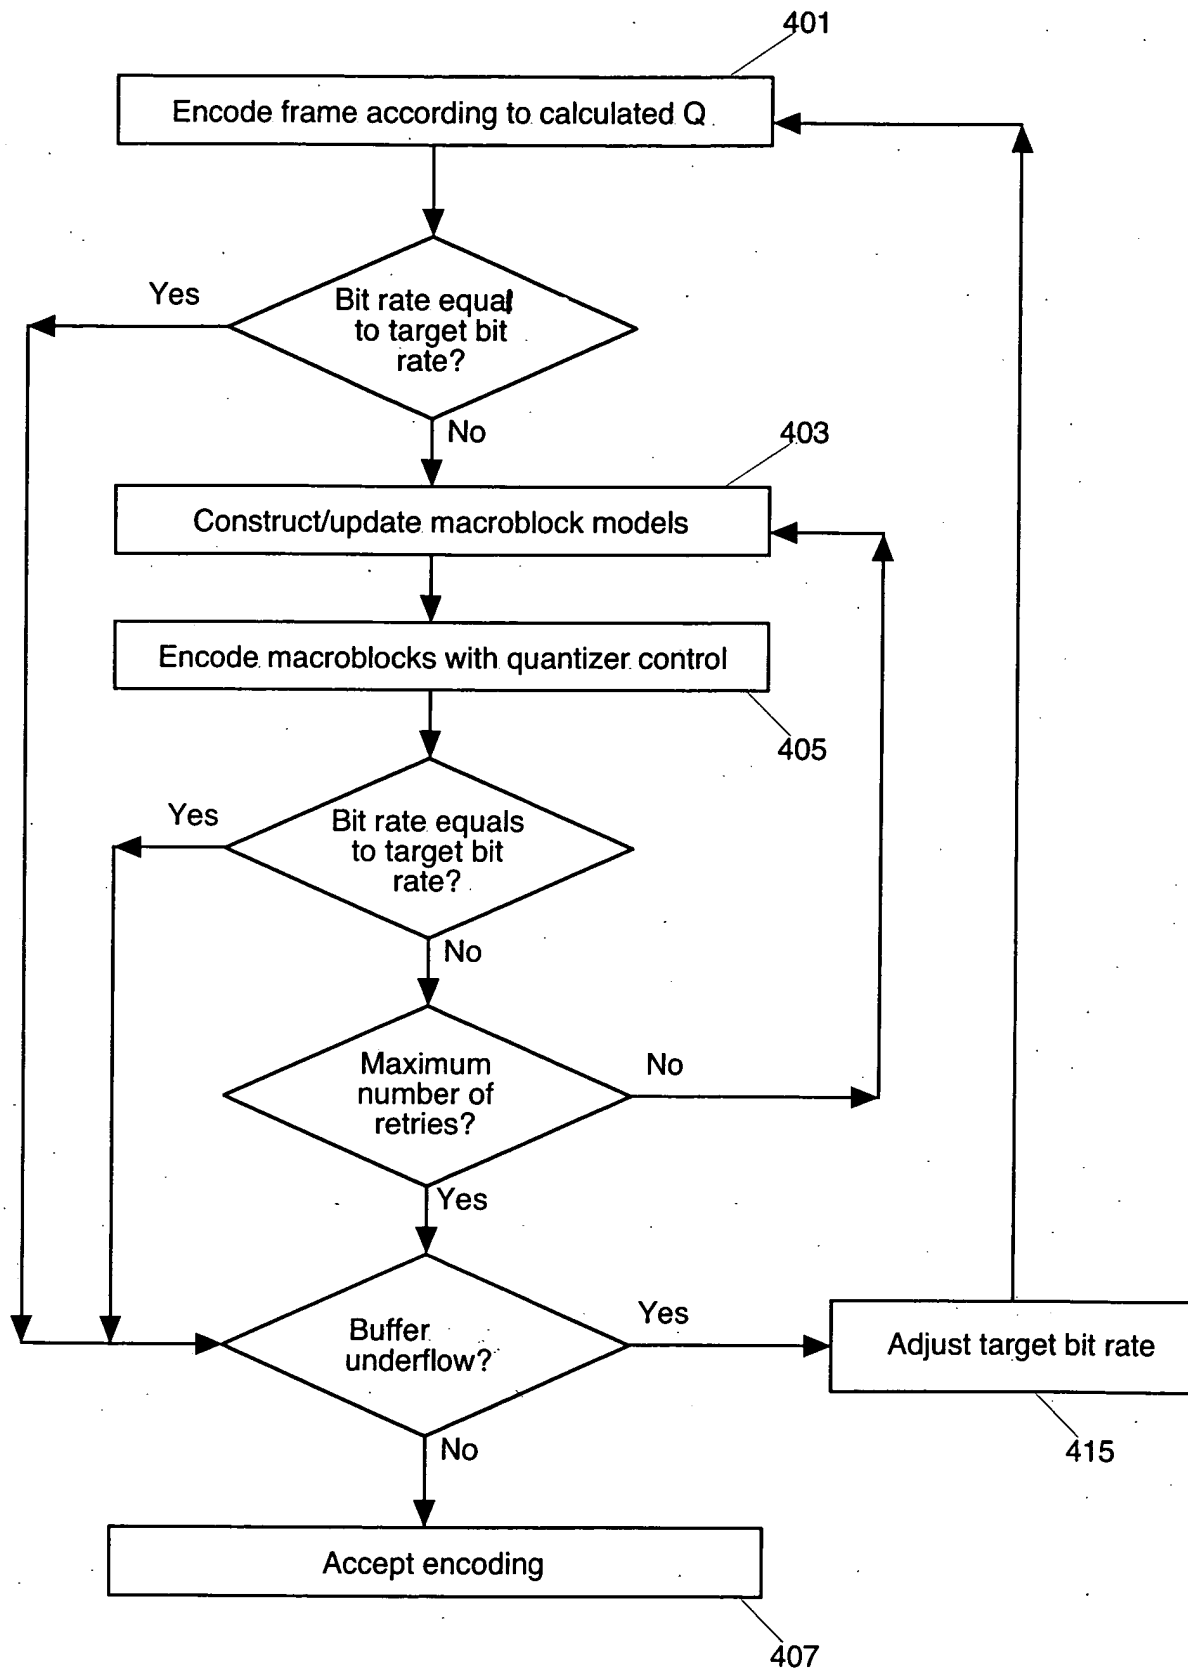 401
Encode frame according to calculated Q
Yes
Bit rate equal
to target bit
rate?
No
403
Construct/update macroblock models
Encode macroblocks with quantizer control
405
Yes
Bit rate equals
to target bit
rate?
No
Maximum
number of
retries?
No
Yes
Buffer
underflow?
Yes
Adjust target bit rate
415
No
Accept encoding
407